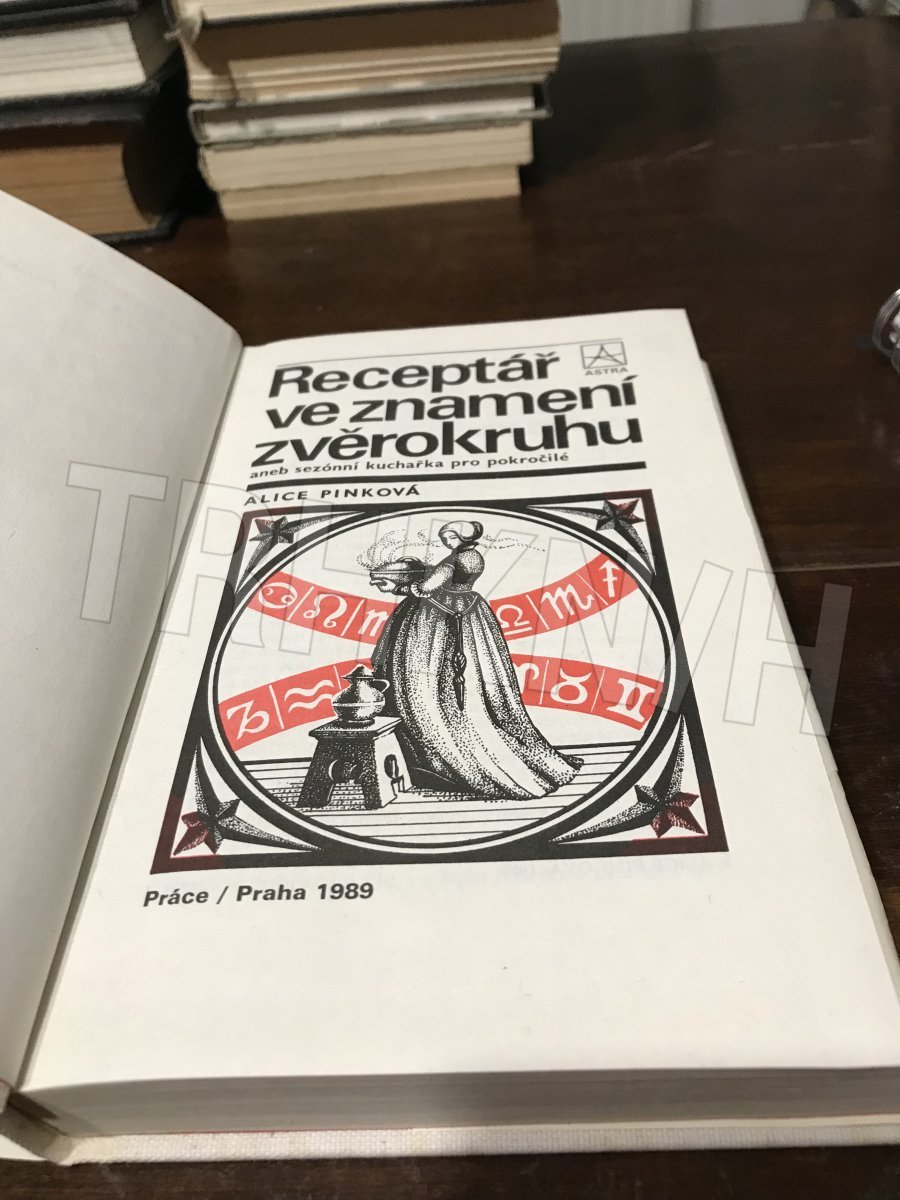 Receptář
ve znamení
zvěrokruhu
ASTRA
aneb sezónní kuchařka pro pokročilé
ALICE PINKOVÁ
Práce / Praha 1989